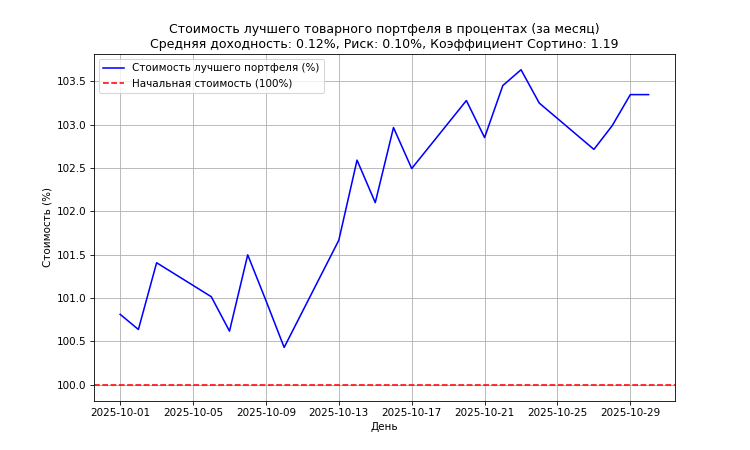 Стоимость лучшего товарного портфеля в процентах (за месяц)
Средняя доходность: 0.12%, Риск: 0.10%, Коэффициент Сортино: 1.19
Стоимость лучшего портфеля (%)
Начальная стоимость (100%)
Стоимость (%)
103.5
103.0
102.5
102.0
101.5
101.0
100.5
100.0
2025-10-01 2025-10-05 2025-10-09 2025-10-13 2025-10-17 2025-10-21 2025-10-25 2025-10-29
День